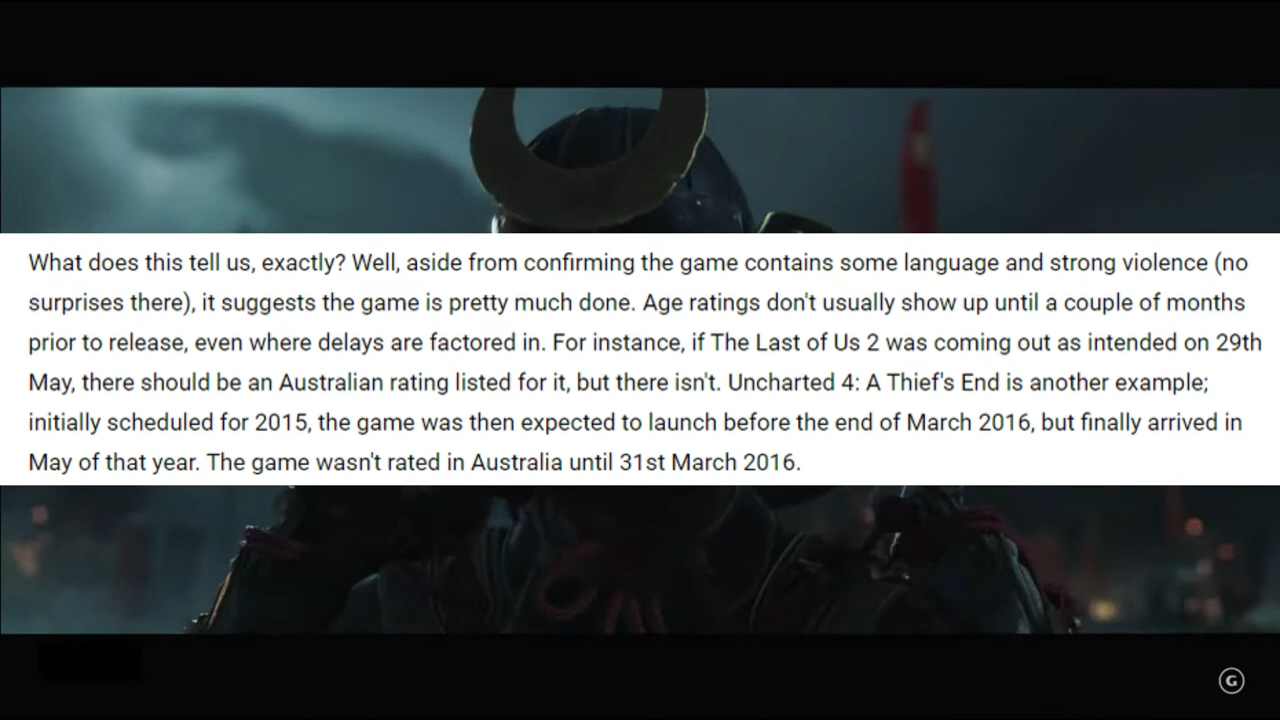 What does this tell us, exactly? Well, aside from confirming the game contains some language and strong violence (no
surprises there), it suggests the game is pretty much done. Age ratings don't usually show up until a couple of months
prior to release, even where delays are factored in. For instance, if The Last of Us 2 was coming out as intended on 29th
May, there should be an Australian rating listed for it, but there isn't. Uncharted 4: A Thief's End is another example;
initially scheduled for 2015, the game was then expected to launch before the end of March 2016, but finally arrived in
May of that year. The game wasn't rated in Australia until 31st March 2016.
G